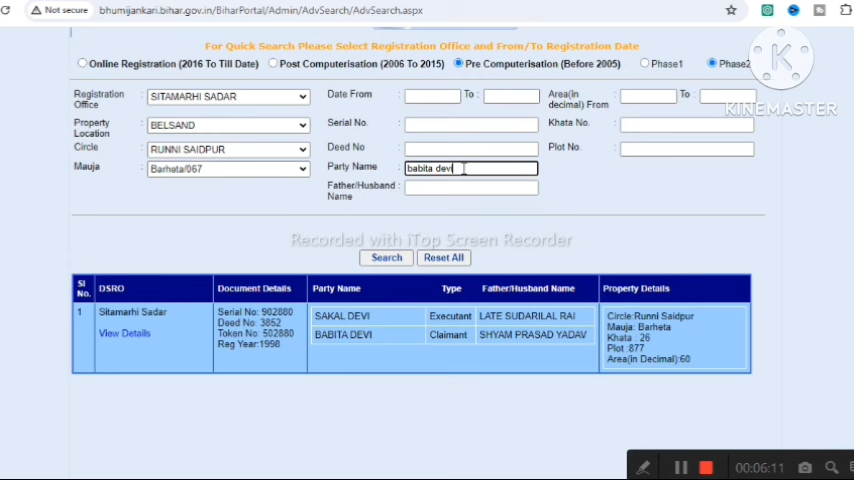 Not secure bhumijankari.bihar.gov.in/BiharPortal/Admin/AdvSearch/AdvSearch.aspx
For Quick Search Please Select Registration Office and From/To Registration Date
Online Registration (2016 To Till Date) Post Computerisation (2006 To 2015) Pre Computerisation (Before 2005) Phase1 Phase2
KINEMASTER
Registration Office : SITAMARHI SADAR Date From : To : Area(in decimal) From : To :
Property Location : BELSAND Serial No. : Khata No. :
Circle : RUNNI SAIDPUR Deed No : Plot No. :
Mauja : Barheta/067 Party Name : babita devi
Father/Husband Name :
Recorded with iTop Screen Recorder
Search Reset All
Sl No. DSRO Document Details Party Name Type Father/Husband Name Property Details
1 Sitamarhi Sadar
View Details
Serial No: 902880
Deed No: 3852
Token No: 502880
Reg Year:1998
SAKAL DEVI Executant LATE SUDARILAL RAI
BABITA DEVI Claimant SHYAM PRASAD YADAV
Circle:Runni Saidpur
Mauja: Barheta
Khata : 26
Plot :877
Area(in Decimal):60
00:06:11